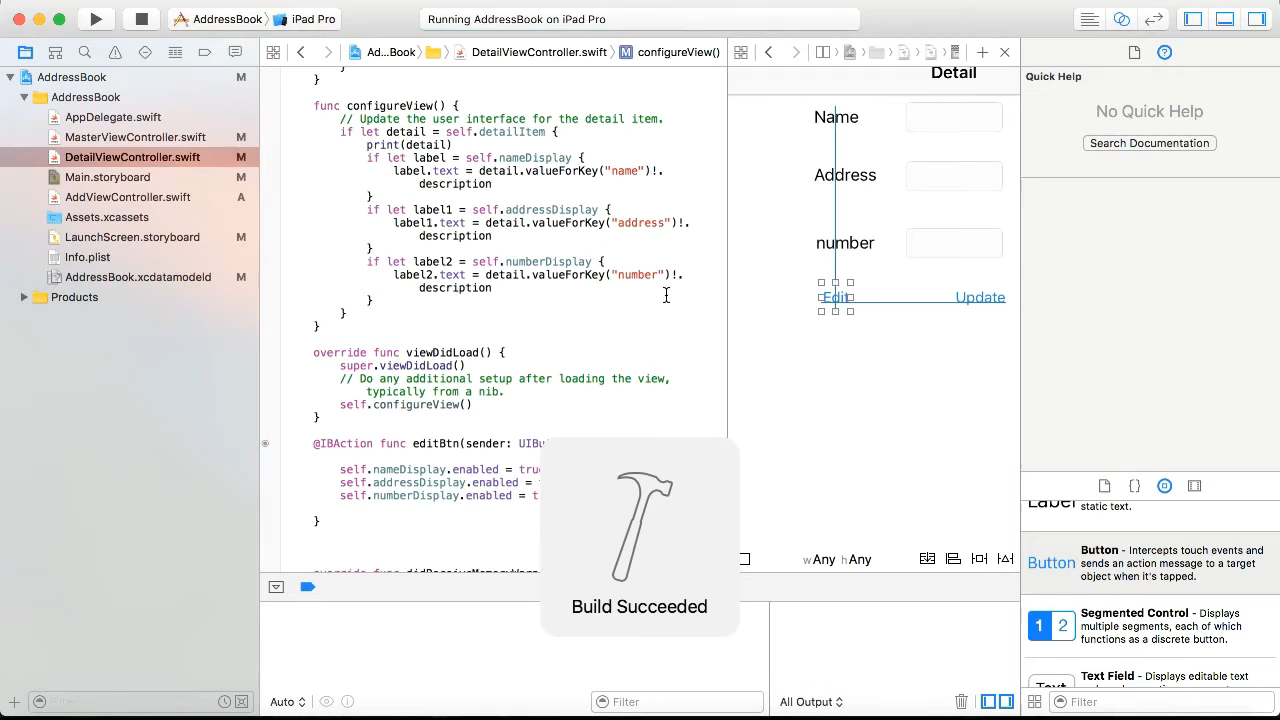 AddressBook
iPad Pro
Running AddressBook on iPad Pro
Ad...Book
DetailViewController.swift
M
configureView()
AddressBook M
AddressBook
AppDelegate.swift
MasterViewController.swift M
DetailViewController.swift M
Main.storyboard M
AddViewController.swift A
Assets.xcassets
LaunchScreen.storyboard M
Info.plist
AddressBook.xcdatamodeld M
Products
}
func configureView() {
// Update the user interface for the detail item.
if let detail = self.detailItem {
print(detail)
if let label = self.nameDisplay {
label.text = detail.valueForKey("name")!.
description
}
if let label1 = self.addressDisplay {
label1.text = detail.valueForKey("address")!.
description
}
if let label2 = self.numberDisplay {
label2.text = detail.valueForKey("number")!.
description
}
}
}
override func viewDidLoad() {
super.viewDidLoad()
// Do any additional setup after loading the view,
typically from a nib.
self.configureView()
}
@IBAction func editBtn(sender:
self.nameDisplay.enabled =
self.addressDisplay.enabled =
self.numberDisplay.enabled =
}
Detail
Name
Address
number
Edit Update
wAny hAny
Build Succeeded
Quick Help
No Quick Help
Search Documentation
Label
static text.
Button
Button - Intercepts touch events and
sends an action message to a target
object when it's tapped.
1 2
Segmented Control - Displays
multiple segments, each of which
functions as a discrete button.
Text
Text Field - Displays editable text
Filter
Auto
Filter
All Output
Filter